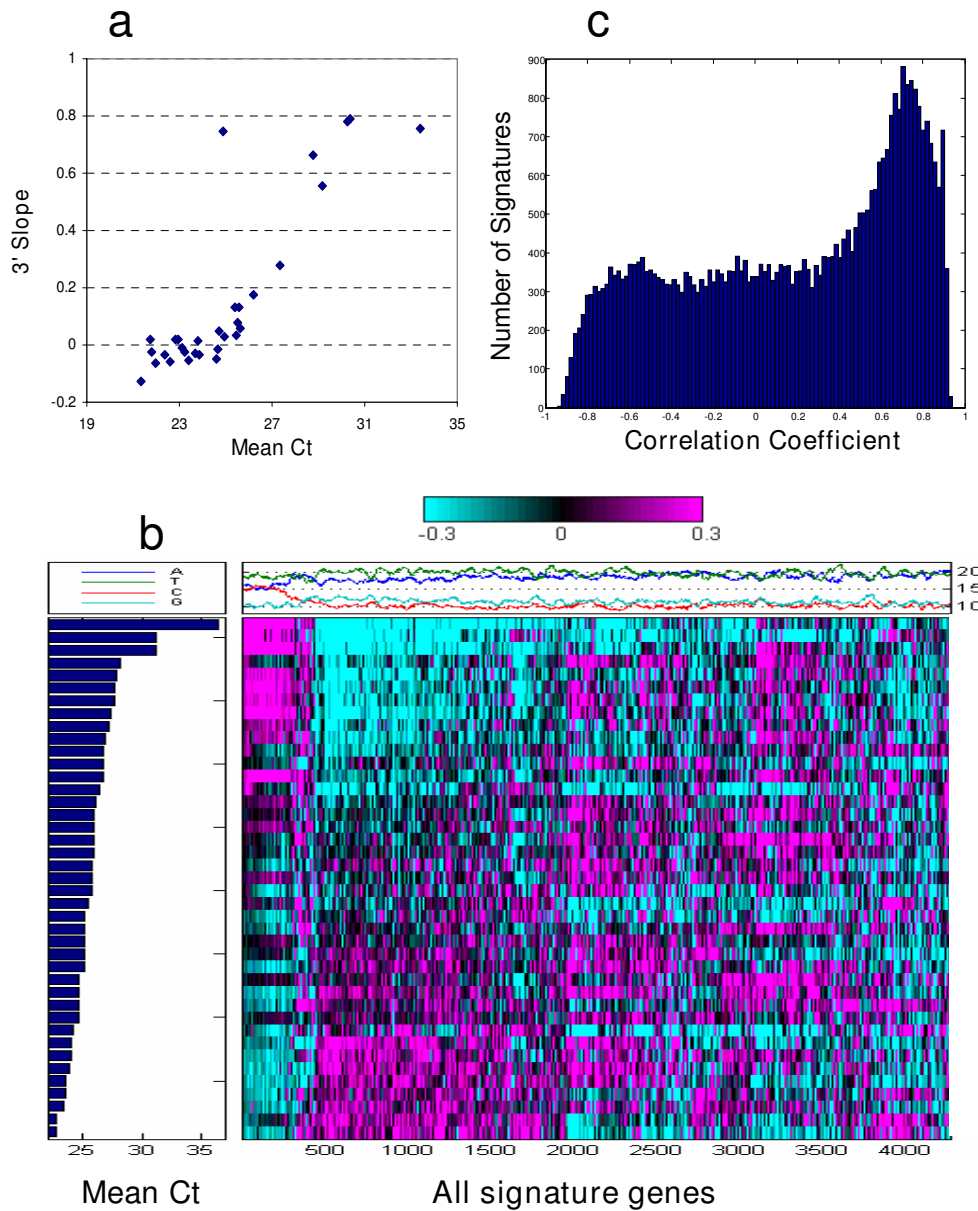 a
c
1
0.8
0.6
0.4
0.2
0
-0.2
3' Slope
19 23 27 31 35
Mean Ct
900
800
700
600
500
400
300
200
100
0
Number of Signatures
-1 -0.8 -0.6 -0.4 -0.2 0 0.2 0.4 0.6 0.8 1
Correlation Coefficient
b
-0.3 0 0.3
A
T
C
G
20
15
10
25 30 35
500 1000 1500 2000 2500 3000 3500 4000
Mean Ct
All signature genes